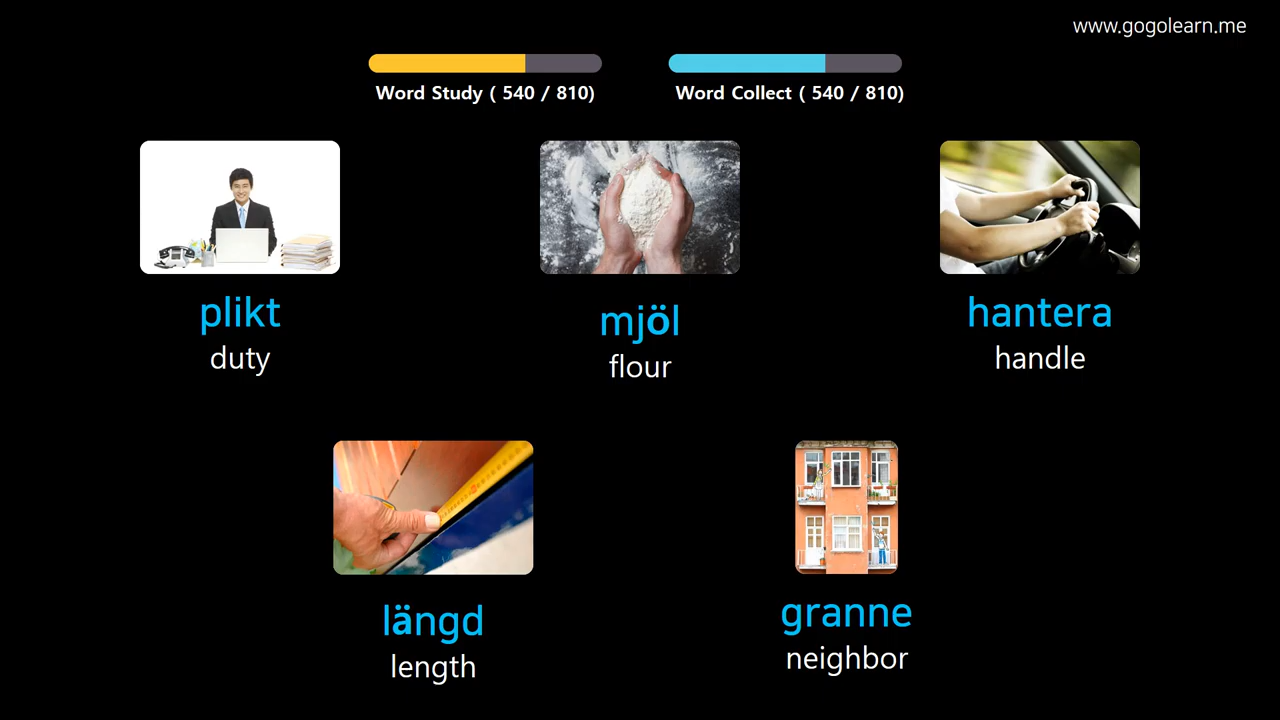 www.gogolearn.me
Word Study ( 540 / 810)
Word Collect ( 540 / 810)
plikt
duty
mjöl
flour
hantera
handle
längd
length
granne
neighbor